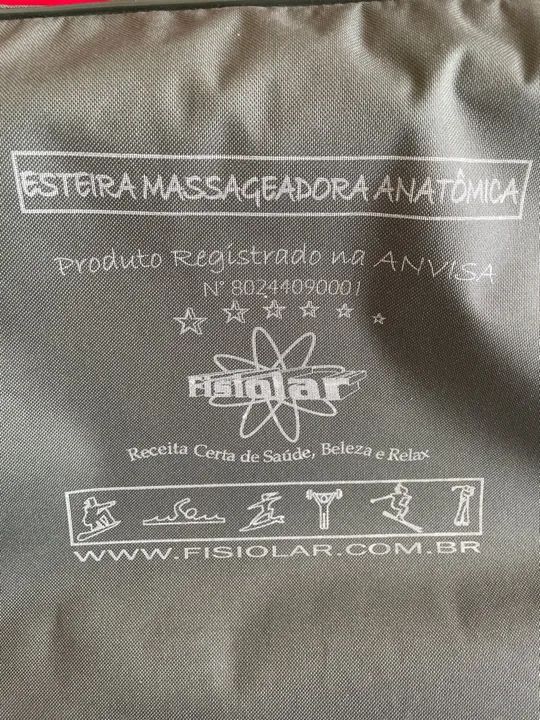 ESTEIRA MASSAGEADORA ANATÔMICA
Produto Registrado na ANVISA
N° 80244090001
Fisiolar
Receita Certa de Saúde, Beleza e Relax
WWW.FISIOLAR.COM.BR